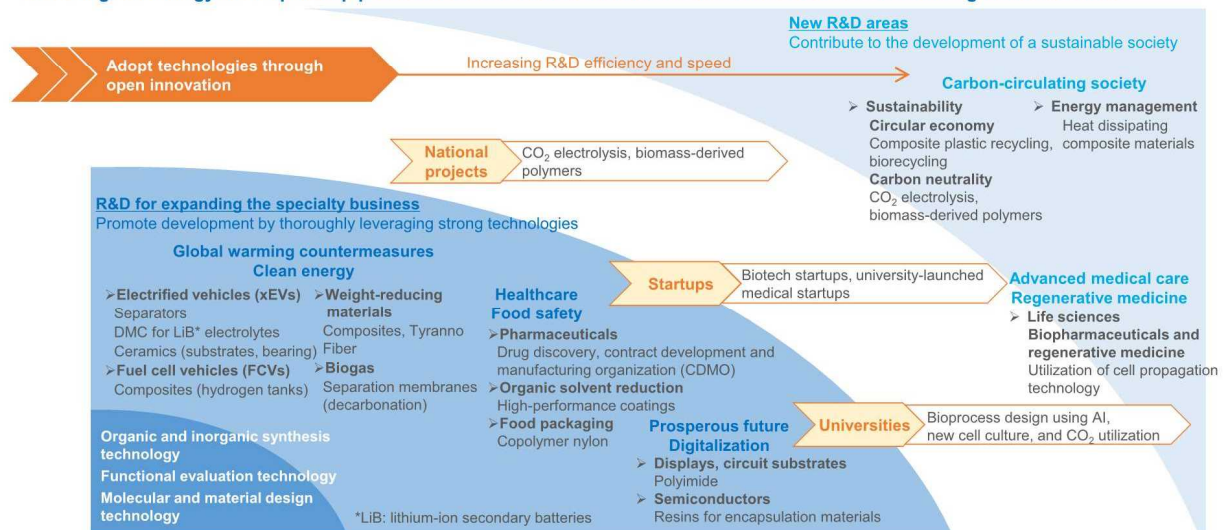 New R&D areas
Contribute to the development of a sustainable society
Adopt technologies through
open innovation
Increasing R&D efficiency and speed
Carbon-circulating society
➢ Sustainability
Circular economy
Composite plastic recycling,
biorecycling
Carbon neutrality
CO₂ electrolysis,
biomass-derived polymers
➢ Energy management
Heat dissipating
composite materials
National
projects
CO₂ electrolysis, biomass-derived
polymers
R&D for expanding the specialty business
Promote development by thoroughly leveraging strong technologies
Global warming countermeasures
Clean energy
➢Electrified vehicles (xEVs)
Separators
DMC for LiB* electrolytes
Ceramics (substrates, bearing)
➢Fuel cell vehicles (FCVs)
Composites (hydrogen tanks)
➢Weight-reducing
materials
Composites, Tyranno
Fiber
➢Biogas
Separation membranes
(decarbonation)
Healthcare
Food safety
➢Pharmaceuticals
Drug discovery, contract development and
manufacturing organization (CDMO)
➢Organic solvent reduction
High-performance coatings
➢Food packaging
Copolymer nylon
Startups
Biotech startups, university-launched
medical startups
Advanced medical care
Regenerative medicine
➢ Life sciences
Biopharmaceuticals and
regenerative medicine
Utilization of cell propagation
technology
Prosperous future
Digitalization
➢ Displays, circuit substrates
Polyimide
➢ Semiconductors
Resins for encapsulation materials
Universities
Bioprocess design using AI,
new cell culture, and CO₂ utilization
Organic and inorganic synthesis
technology
Functional evaluation technology
Molecular and material design
technology
*LiB: lithium-ion secondary batteries